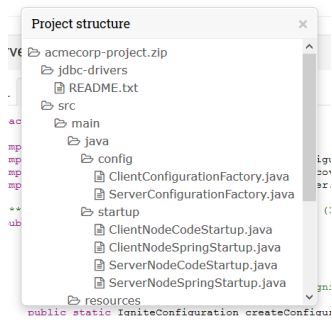 Project structure ×
acmecorp-project.zip
jdbc-drivers
README.txt
src
main
java
config
ClientConfigurationFactory.java
ServerConfigurationFactory.java
startup
ClientNodeCodeStartup.java
ClientNodeSpringStartup.java
ServerNodeCodeStartup.java
ServerNodeSpringStartup.java
resources
public static IgniteConfiguration createConfigur